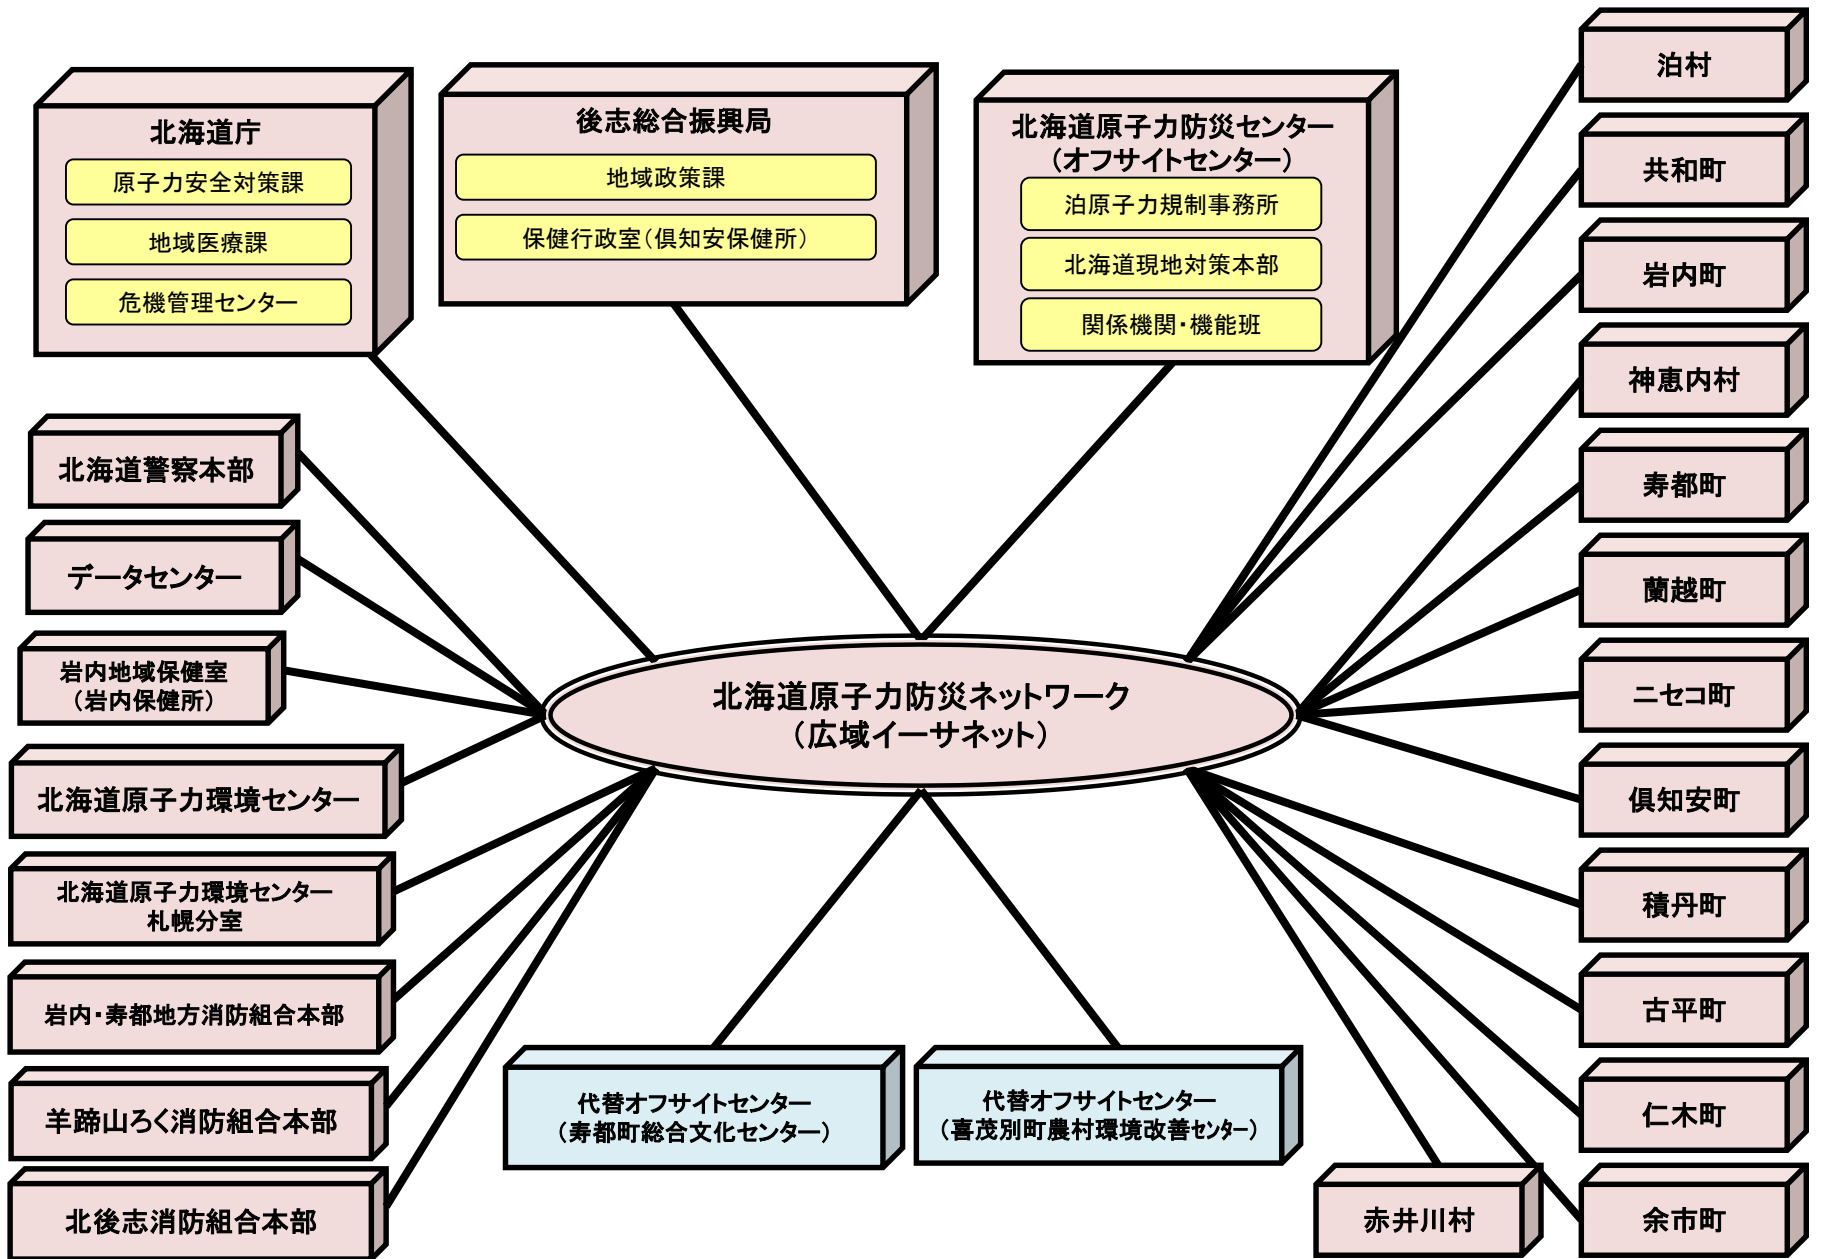 北海道庁
原子力安全対策課
地域医療課
危機管理センター
後志総合振興局
地域政策課
保健行政室（倶知安保健所）
北海道原子力防災センター
（オフサイトセンター）
泊原子力規制事務所
北海道現地対策本部
関係機関・機能班
泊村
共和町
岩内町
神恵内村
寿都町
蘭越町
ニセコ町
倶知安町
積丹町
古平町
仁木町
余市町
赤井川村
北海道警察本部
データセンター
岩内地域保健室
（岩内保健所）
北海道原子力環境センター
北海道原子力環境センター
札幌分室
岩内・寿都地方消防組合本部
羊蹄山ろく消防組合本部
北後志消防組合本部
北海道原子力防災ネットワーク
（広域イーサネット）
代替オフサイトセンター
（寿都町総合文化センター）
代替オフサイトセンター
（喜茂別町農村環境改善センター）